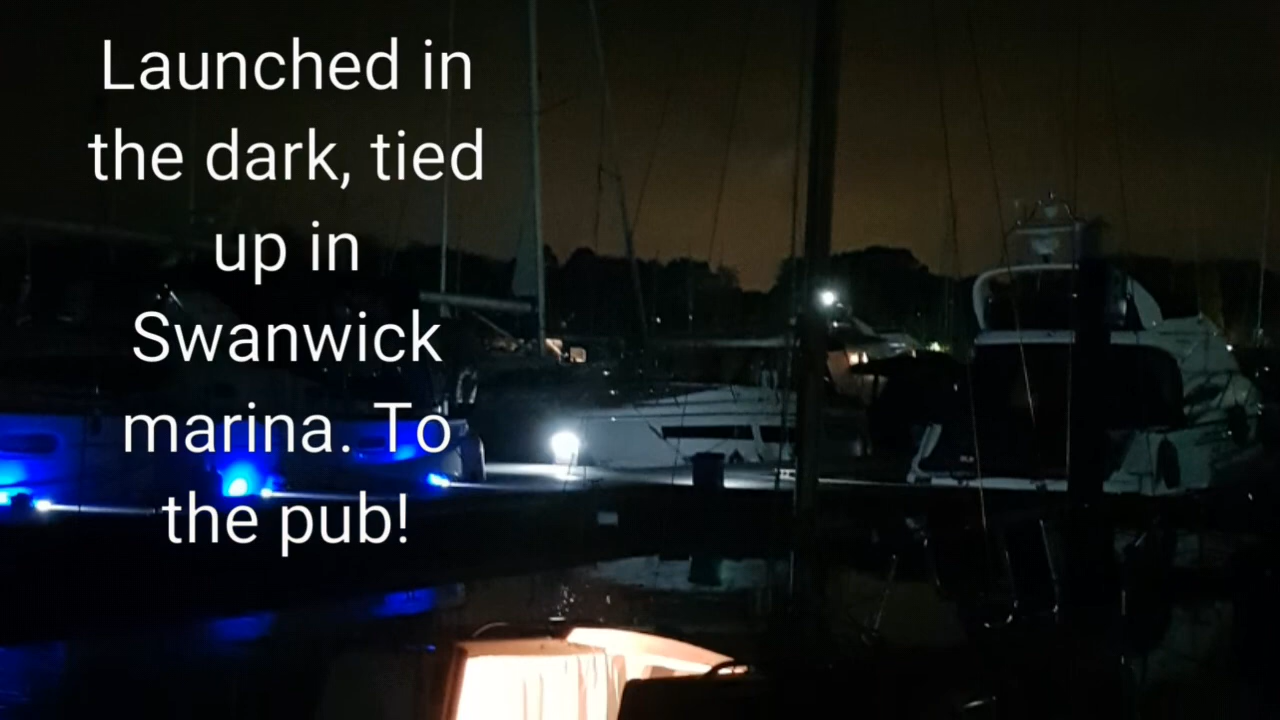 Launched in
the dark, tied
up in
Swanwick
marina. To
the pub!